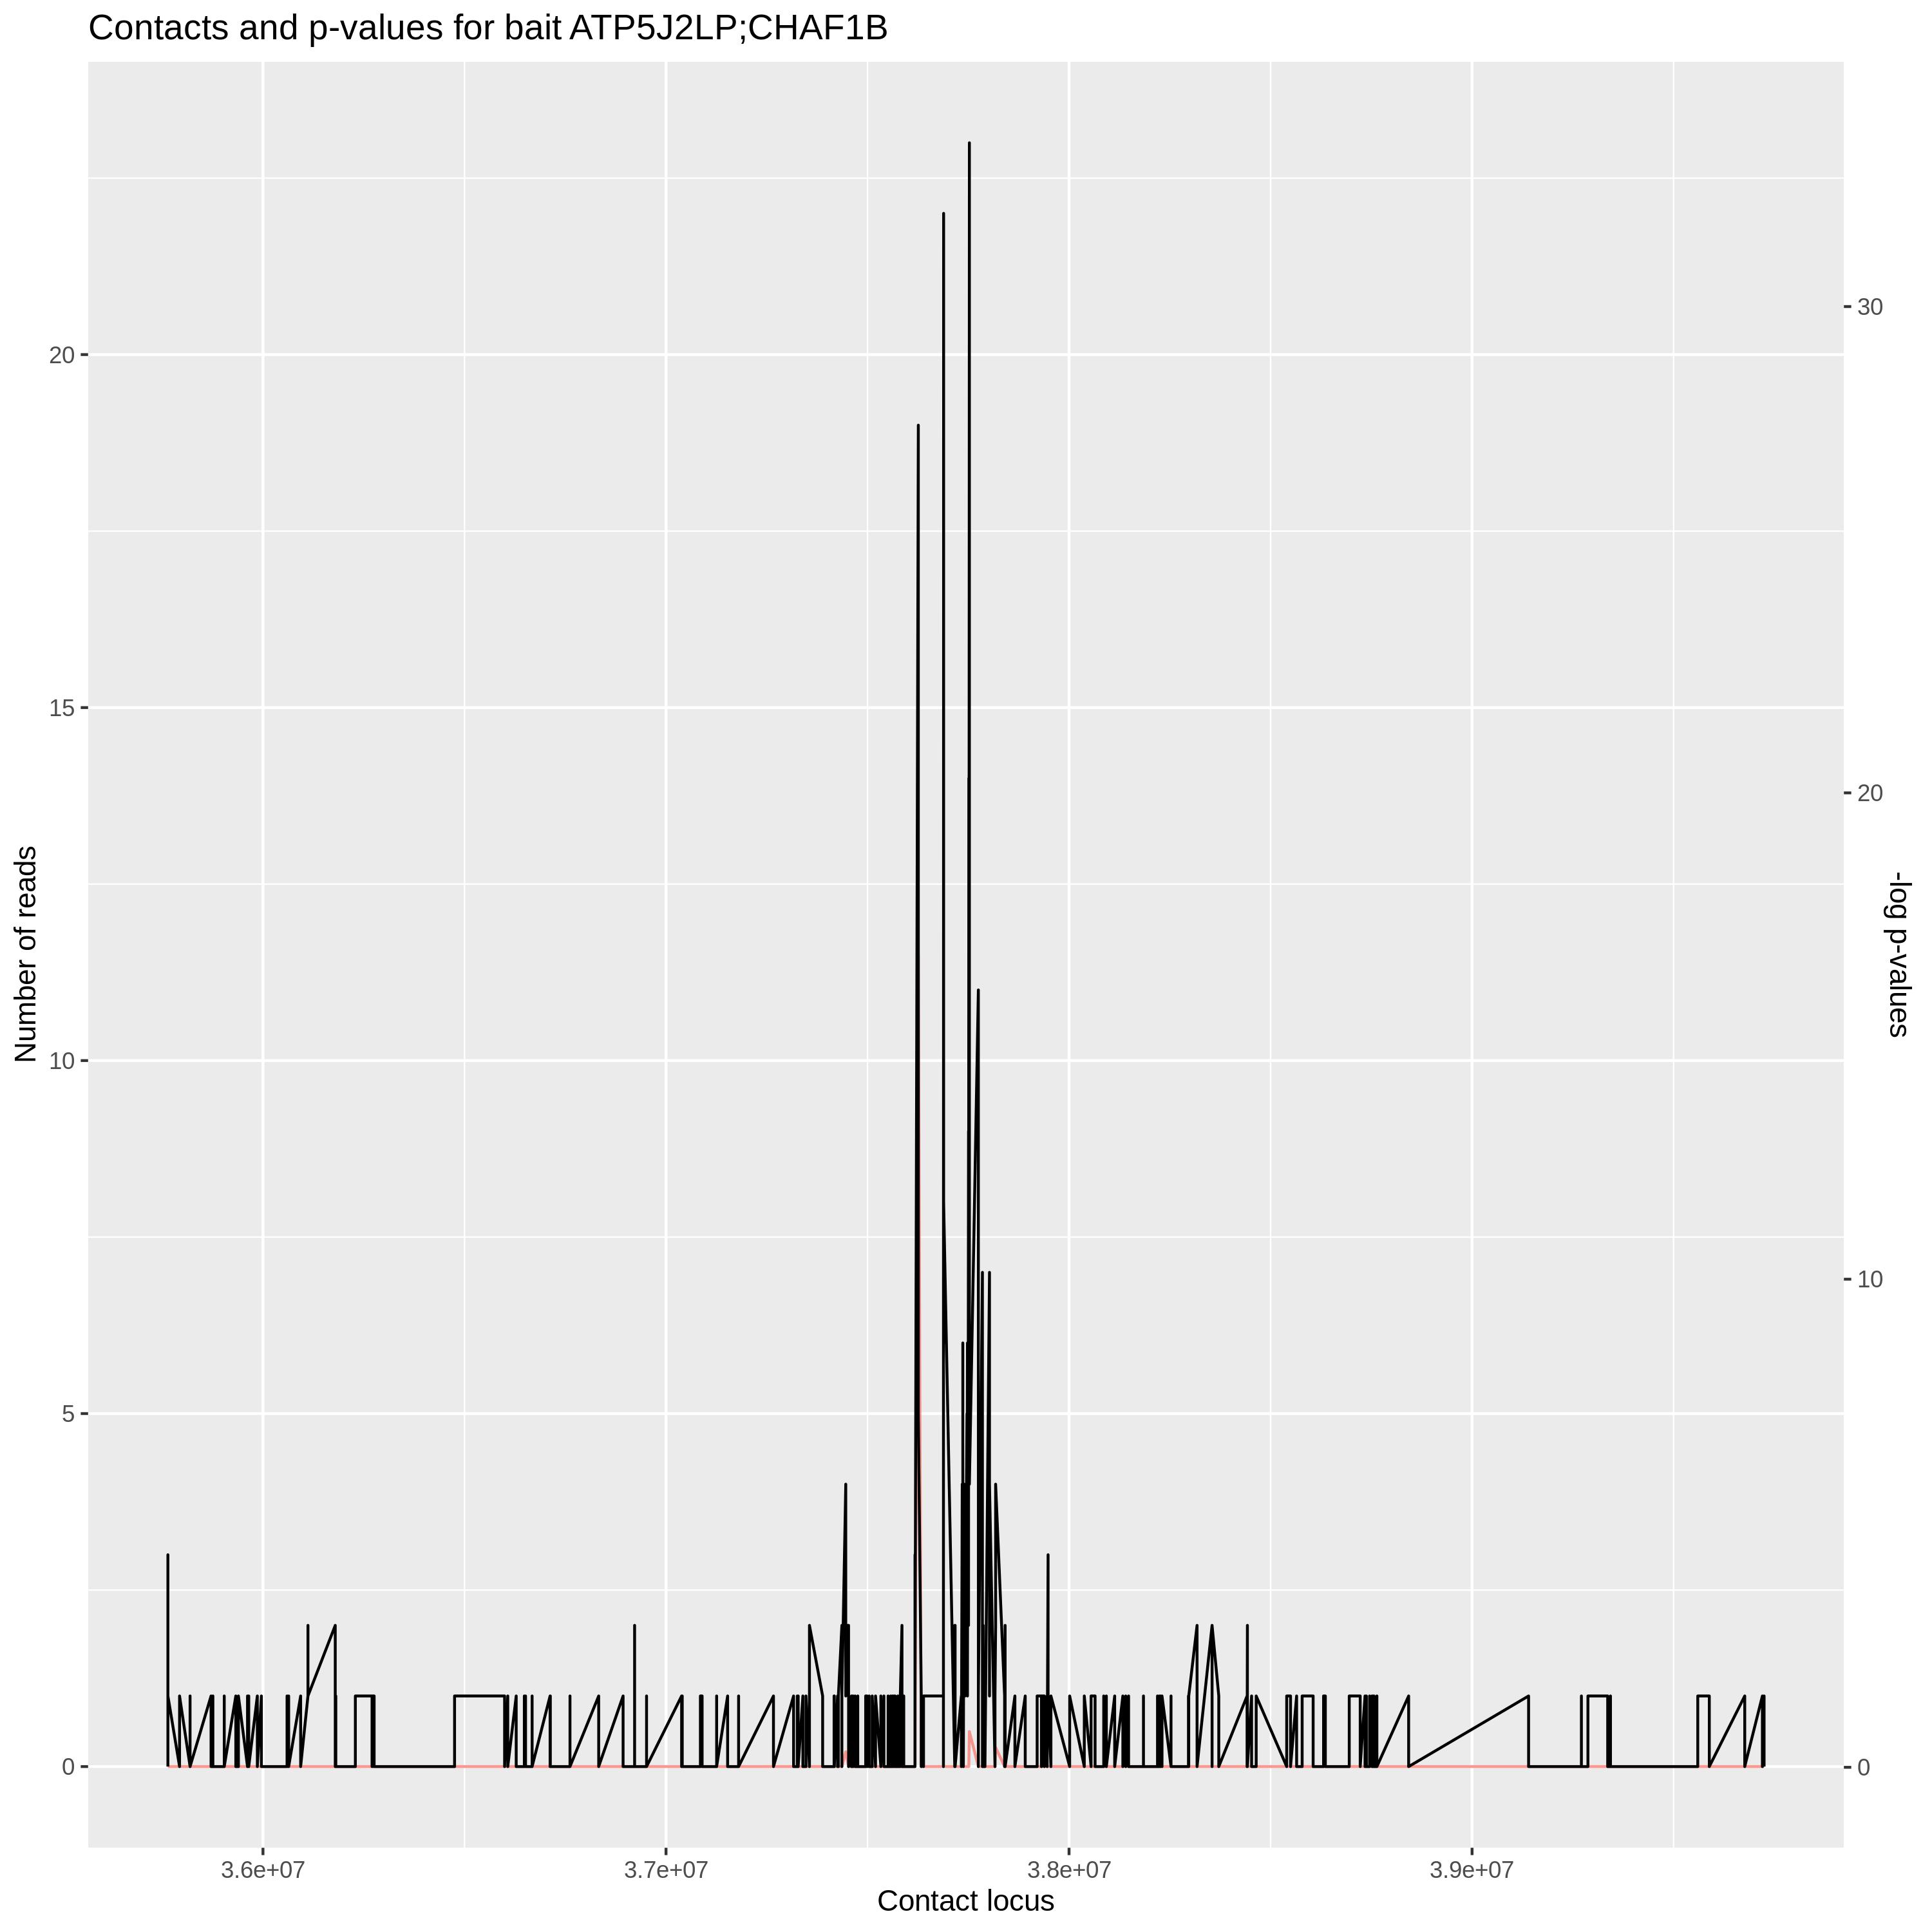 Contacts and p-values for bait ATP5J2LP;CHAF1B
Number of reads
20
15
10
5
0
30
20
10
0
-log p-values
3.6e+07
3.7e+07
3.8e+07
3.9e+07
Contact locus